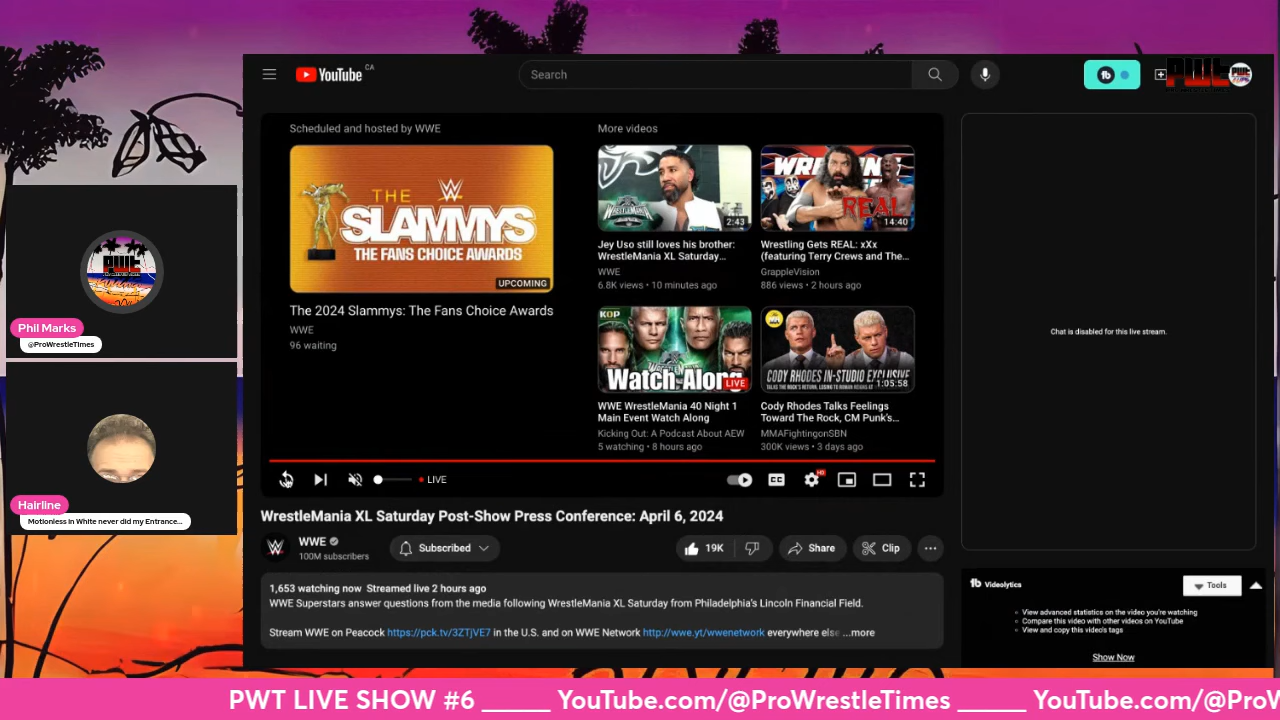 YouTube CA
Search
PWT
Scheduled and hosted by WWE
THE
SLAMMYS
THE FANS CHOICE AWARDS
UPCOMING
The 2024 Slammys: The Fans Choice Awards
WWE
96 waiting
More videos
WRESTLEMANIA
2:43
Jey Uso still loves his brother:
WrestleMania XL Saturday…
WWE
6.8K views • 10 minutes ago
REAL
14:40
Wrestling Gets REAL: xXx
(featuring Terry Crews and The…
GrappleVision
886 views • 2 hours ago
KOP
Watch Along
LIVE
WWE WrestleMania 40 Night 1
Main Event Watch Along
Kicking Out: A Podcast About AEW
5 watching • 8 hours ago
CODY RHODES IN-STUDIO EXCLUSIVE
1:05:58
Cody Rhodes Talks Feelings
Toward The Rock, CM Punk's…
MMAFightingonSBN
300K views • 3 days ago
LIVE
CC
HD
Chat is disabled for this live stream.
Phil Marks
@ProWrestleTimes
Hairline
Motionless in White never did my Entrance...
WrestleMania XL Saturday Post-Show Press Conference: April 6, 2024
WWE
100M subscribers
Subscribed
19K
Share
Clip
1,653 watching now Streamed live 2 hours ago
WWE Superstars answer questions from the media following WrestleMania XL Saturday from Philadelphia's Lincoln Financial Field.
Stream WWE on Peacock https://pck.tv/3ZTjVE7 in the U.S. and on WWE Network http://wwe.yt/wwenetwork everywhere else ...more
Videolytics
Tools
View advanced statistics on the video you're watching
Compare this video with other videos on YouTube
View and copy this video's tags
Show Now
PWT LIVE SHOW #6 _____ YouTube.com/@ProWrestleTimes _____ YouTube.com/@ProW